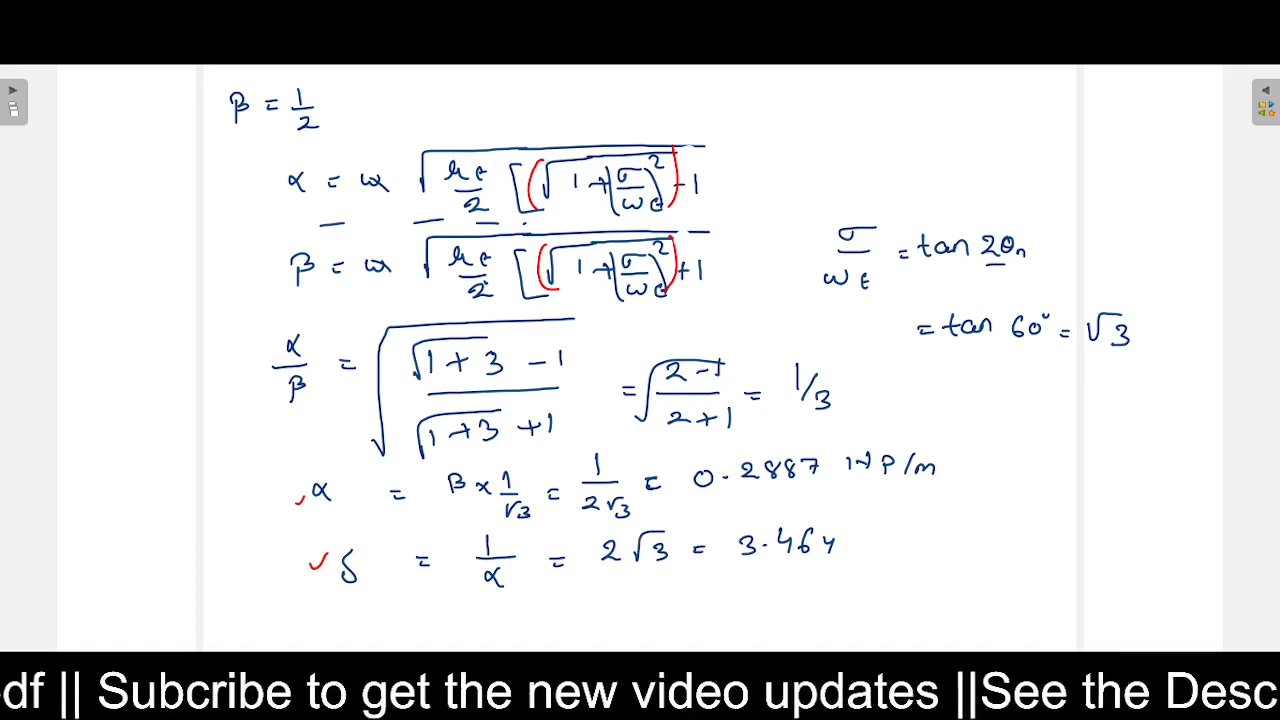 β = 1/2
α = ω √(με/2 [(√1+(σ/ωε)²)-1
β = ω √(με/2 [(√1+(σ/ωε)²)+1
σ/ωε = tan 2θn
= tan 60° = √3
α/β = √(√1+3 -1 / √1+3 +1) = √(2-1 / 2+1) = 1/3
α = β × 1/√3 = 1/2√3 = 0.2887 NP/m
δ = 1/α = 2√3 = 3.464
df || Subcribe to get the new video updates ||See the Desc